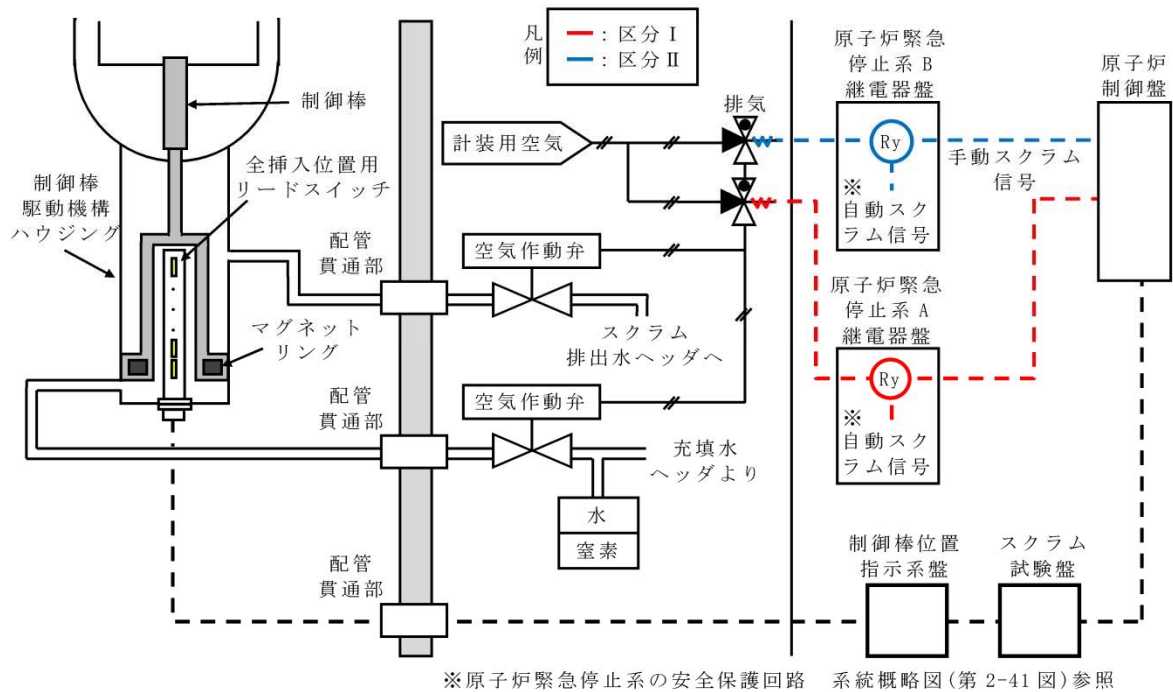 凡例
: 区分Ⅰ
: 区分Ⅱ
制御棒
制御棒
駆動機構
ハウジング
全挿入位置用
リードスイッチ
マグネット
リング
配管
貫通部
配管
貫通部
配管
貫通部
計装用空気
排気
空気作動弁
スクラム
排出水ヘッダへ
空気作動弁
充填水
ヘッダより
水
窒素
原子炉緊急
停止系B
継電器盤
Ry
※
自動スク
ラム信号
手動スクラム
信号
原子炉
制御盤
原子炉緊急
停止系A
継電器盤
Ry
※
自動スク
ラム信号
制御棒位置
指示系盤
スクラム
試験盤
※原子炉緊急停止系の安全保護回路 系統概略図(第2-41図)参照